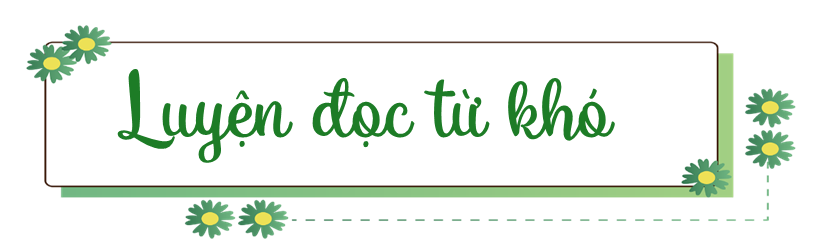 Luyện đọc từ khó